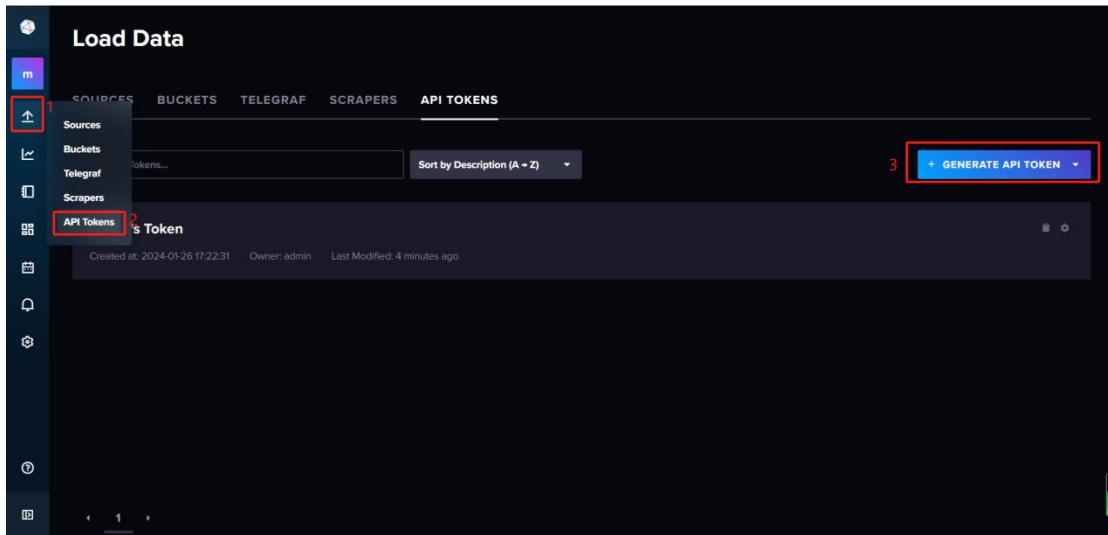 Load Data
m
SOURCES BUCKETS TELEGRAF SCRAPERS API TOKENS
1
Sources
Buckets
Telegraf
Scrapers
API Tokens
2
Tokens...
Sort by Description (A → Z)
3
+ GENERATE API TOKEN
's Token
Created at: 2024-01-26 17:22:31 Owner: admin Last Modified: 4 minutes ago
1